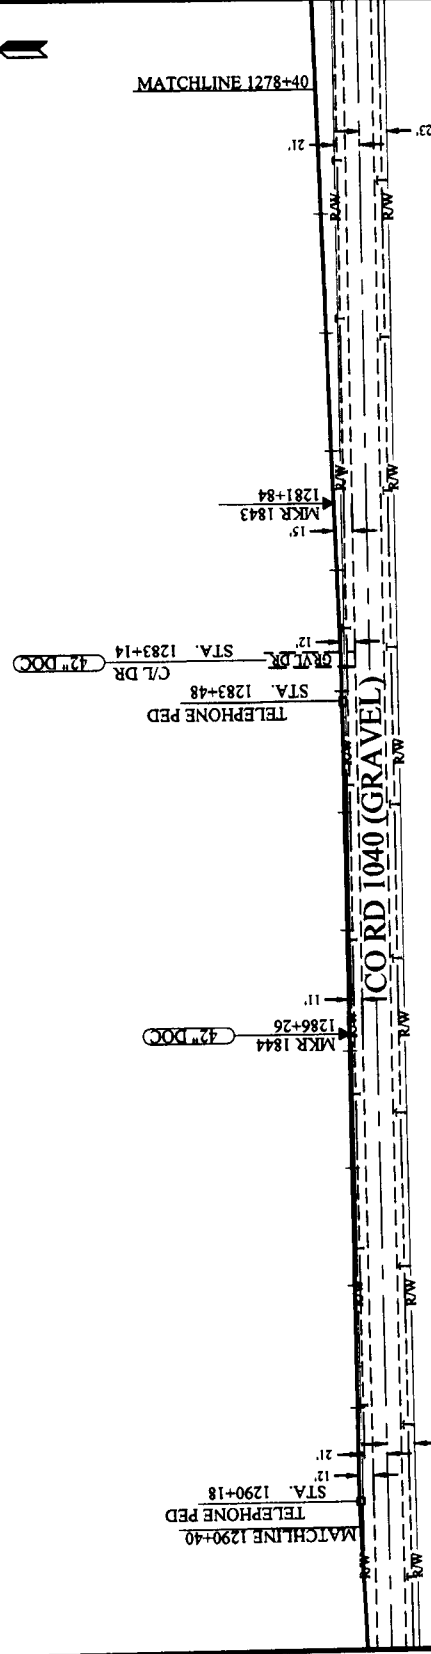 MATCHLINE 1278+40
23'
21'
R/W
R/W
R/W
R/W
MKR 1843
1281+84
15'
12'
GRVL DR
C/L DR
STA. 1283+14
42" DOC
TELEPHONE PED
STA. 1283+48
R/W
R/W
CO RD 1040 (GRAVEL)
11'
MKR 1844
1286+26
42" DOC
R/W
R/W
R/W
R/W
21'
12'
TELEPHONE PED
STA. 1290+18
MATCHLINE 1290+40
R/W
R/W